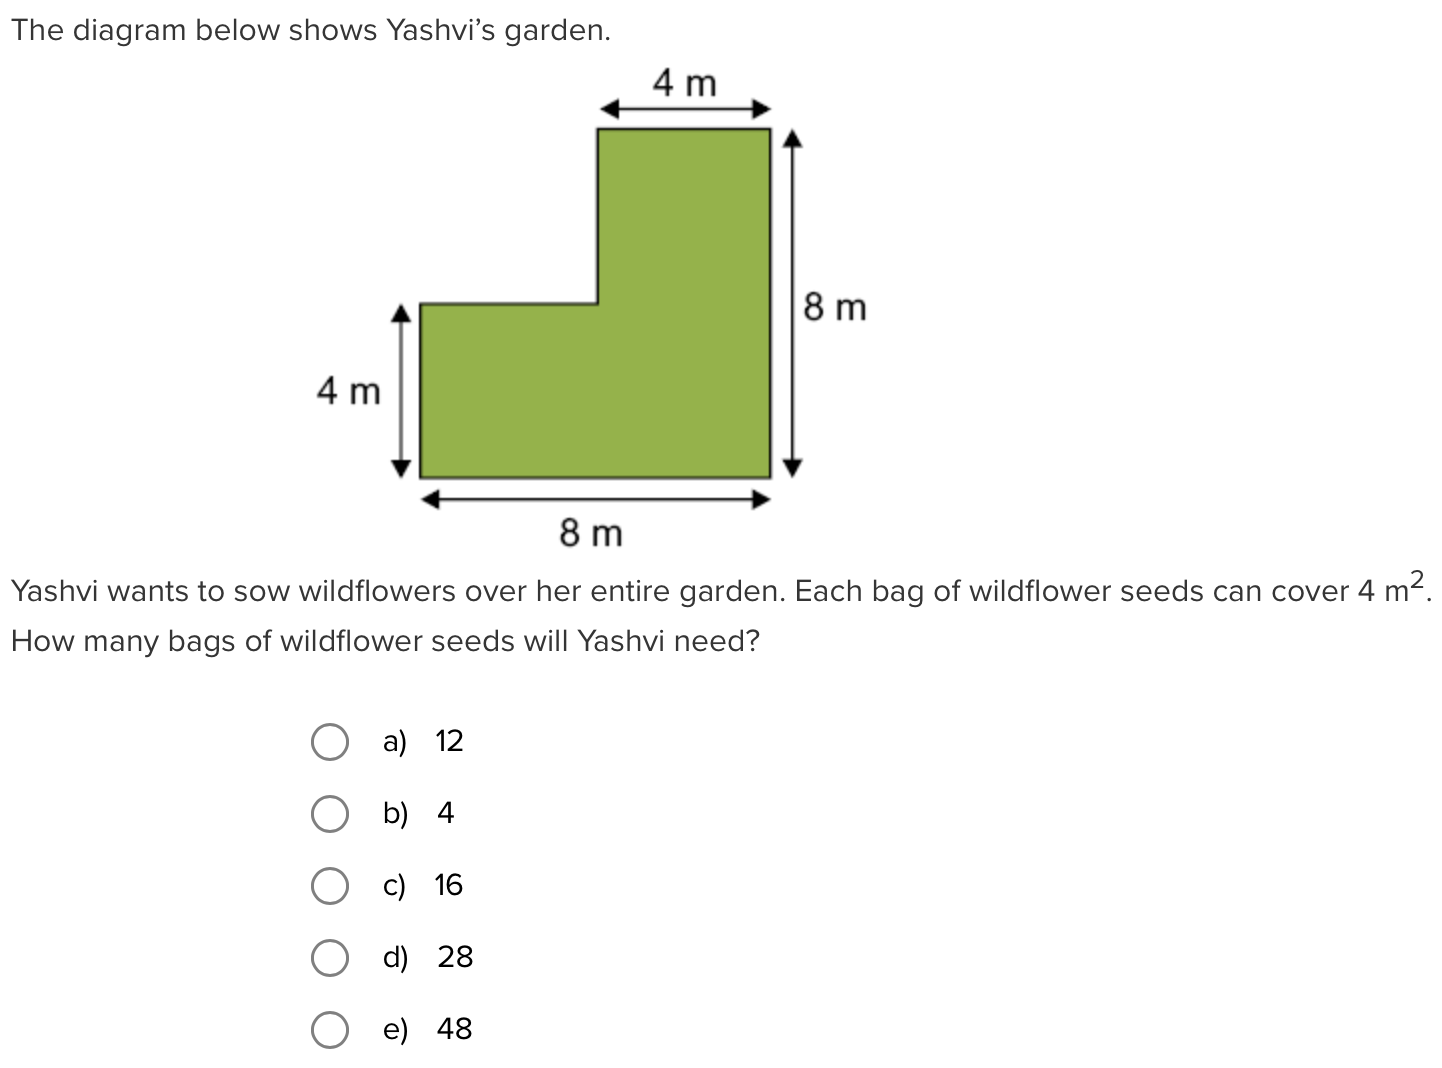 The diagram below shows Yashvi’s garden.
4 m
8 m
4 m
8 m
Yashvi wants to sow wildflowers over her entire garden. Each bag of wildflower seeds can cover 4 m².
How many bags of wildflower seeds will Yashvi need?
a) 12
b) 4
c) 16
d) 28
e) 48